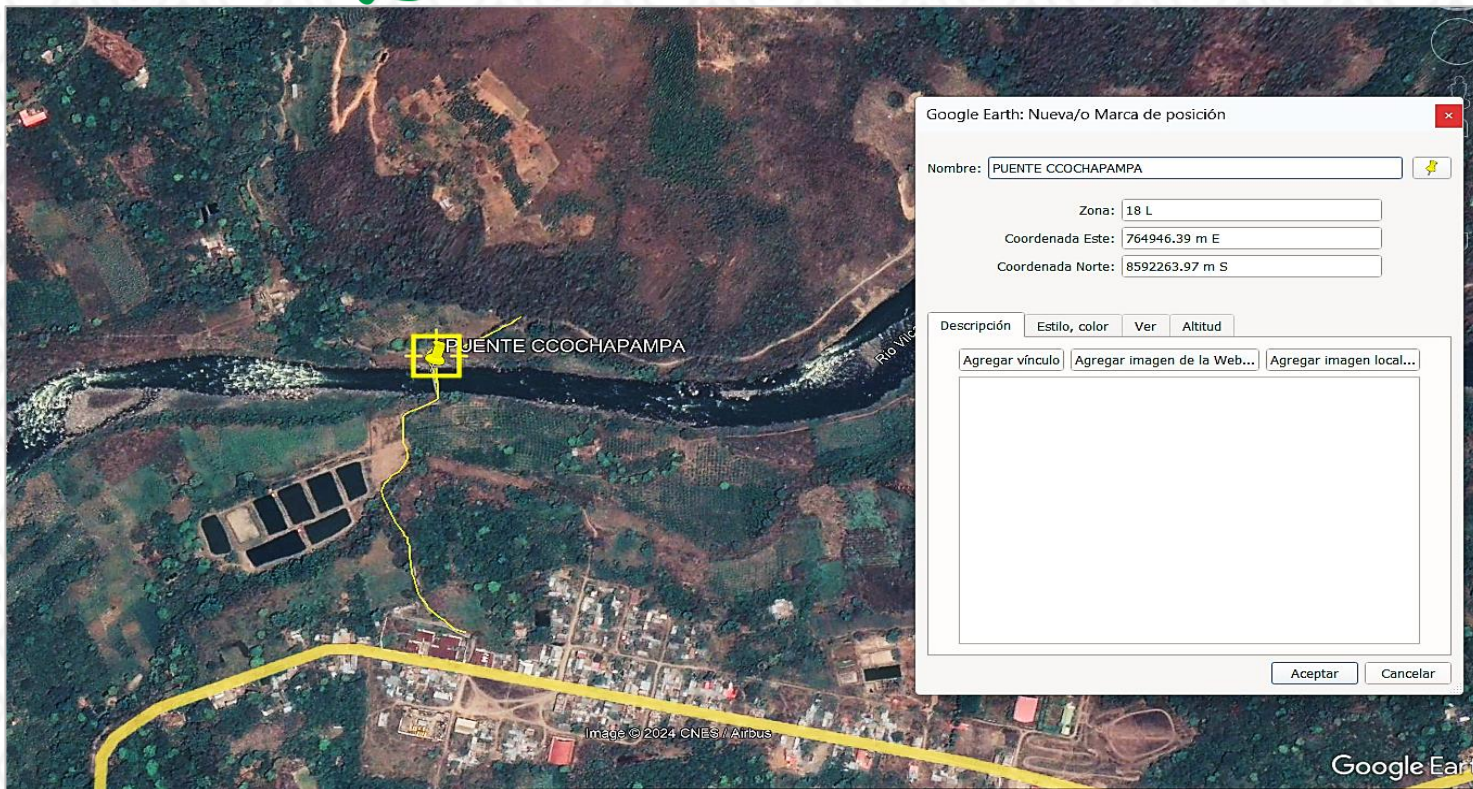 Google Earth: Nueva/o Marca de posición
Nombre: PUENTE CCOCHAPAMPA
Zona: 18 L
Coordenada Este: 764946.39 m E
Coordenada Norte: 8592263.97 m S
Descripción Estilo, color Ver Altitud
Agregar vínculo Agregar imagen de la Web... Agregar imagen local...
Aceptar Cancelar
PUENTE CCOCHAPAMPA
Río Vilc
Image © 2024 CNES / Airbus
Google Eart